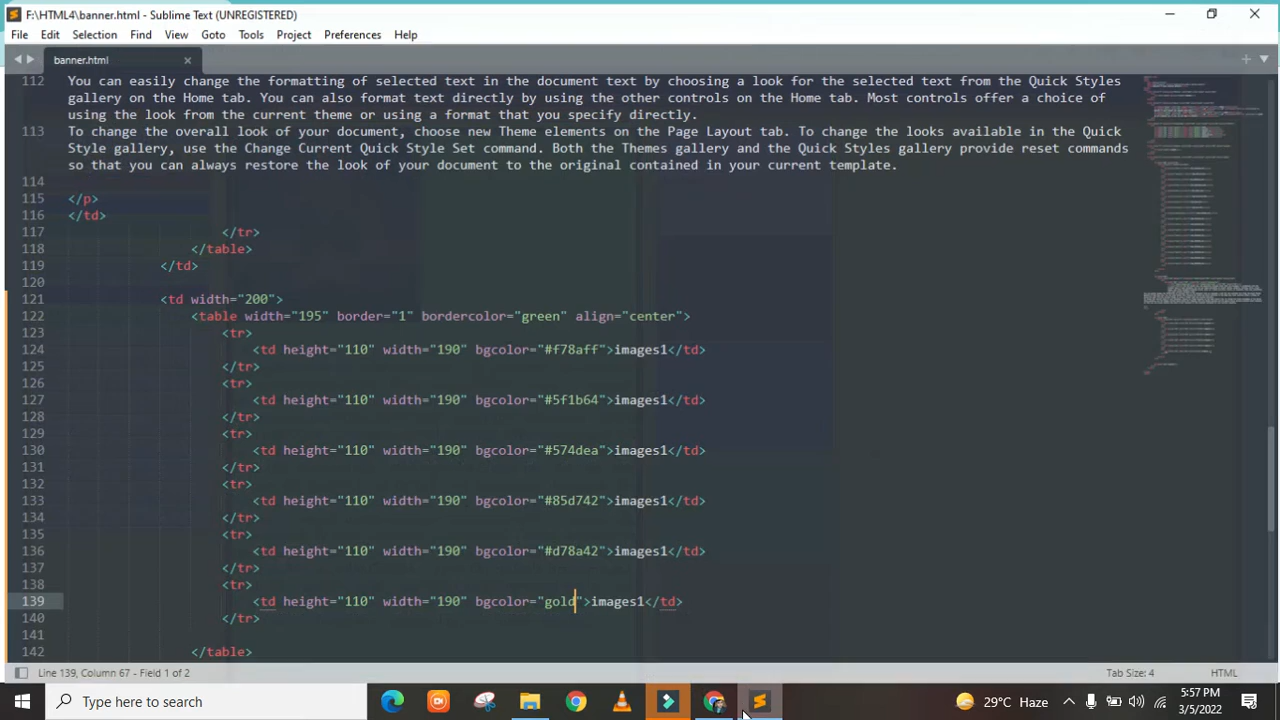 F:\HTML4\banner.html - Sublime Text (UNREGISTERED)
File Edit Selection Find View Goto Tools Project Preferences Help
banner.html
112 You can easily change the formatting of selected text in the document text by choosing a look for the selected text from the Quick Styles
gallery on the Home tab. You can also format text directly by using the other controls on the Home tab. Most controls offer a choice of
using the look from the current theme or using a format that you specify directly.
113 To change the overall look of your document, choose new Theme elements on the Page Layout tab. To change the looks available in the Quick
Style gallery, use the Change Current Quick Style Set command. Both the Themes gallery and the Quick Styles gallery provide reset commands
so that you can always restore the look of your document to the original contained in your current template.
114
115 </p>
116 </td>
117 </tr>
118 </table>
119 </td>
120
121 <td width="200">
122 <table width="195" border="1" bordercolor="green" align="center">
123 <tr>
124 <td height="110" width="190" bgcolor="#f78aff">images1</td>
125 </tr>
126 <tr>
127 <td height="110" width="190" bgcolor="#5f1b64">images1</td>
128 </tr>
129 <tr>
130 <td height="110" width="190" bgcolor="#574dea">images1</td>
131 </tr>
132 <tr>
133 <td height="110" width="190" bgcolor="#85d742">images1</td>
134 </tr>
135 <tr>
136 <td height="110" width="190" bgcolor="#d78a42">images1</td>
137 </tr>
138 <tr>
139 <td height="110" width="190" bgcolor="gold">images1</td>
140 </tr>
141
142 </table>
Line 139, Column 67 - Field 1 of 2 Tab Size: 4 HTML
Type here to search 29°C Haze 5:57 PM
3/5/2022